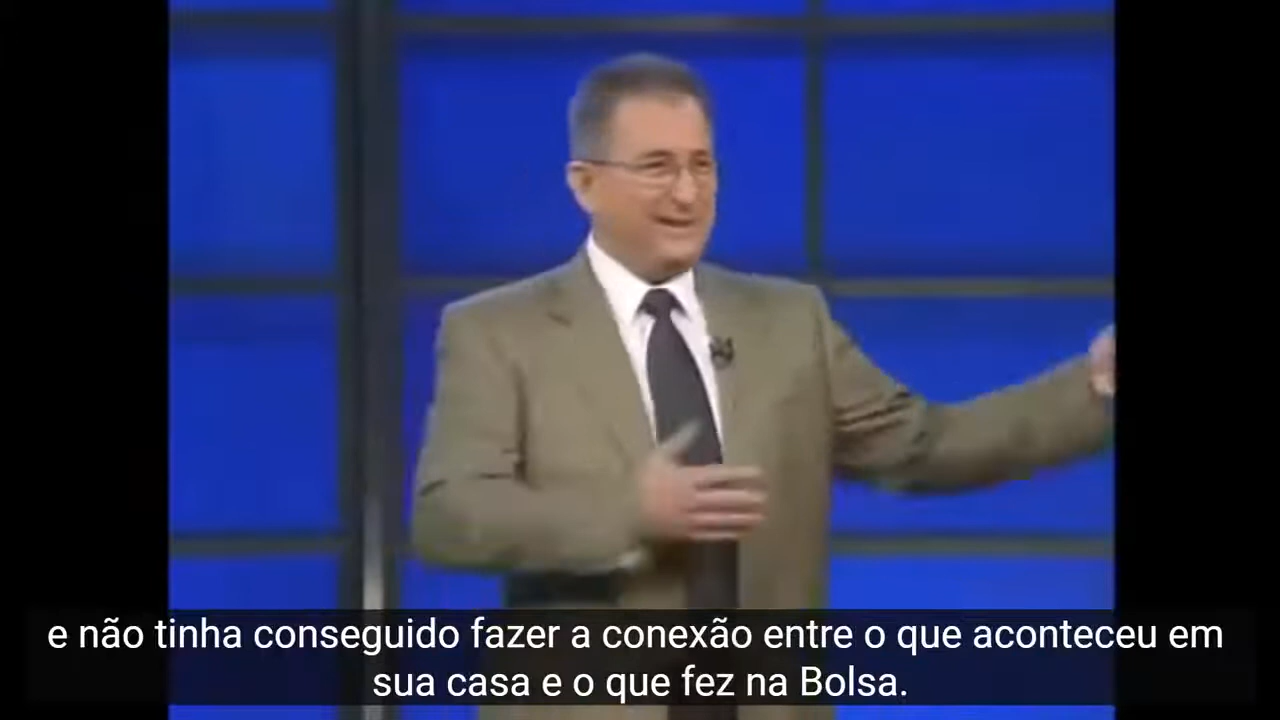 e não tinha conseguido fazer a conexão entre o que aconteceu em
sua casa e o que fez na Bolsa.